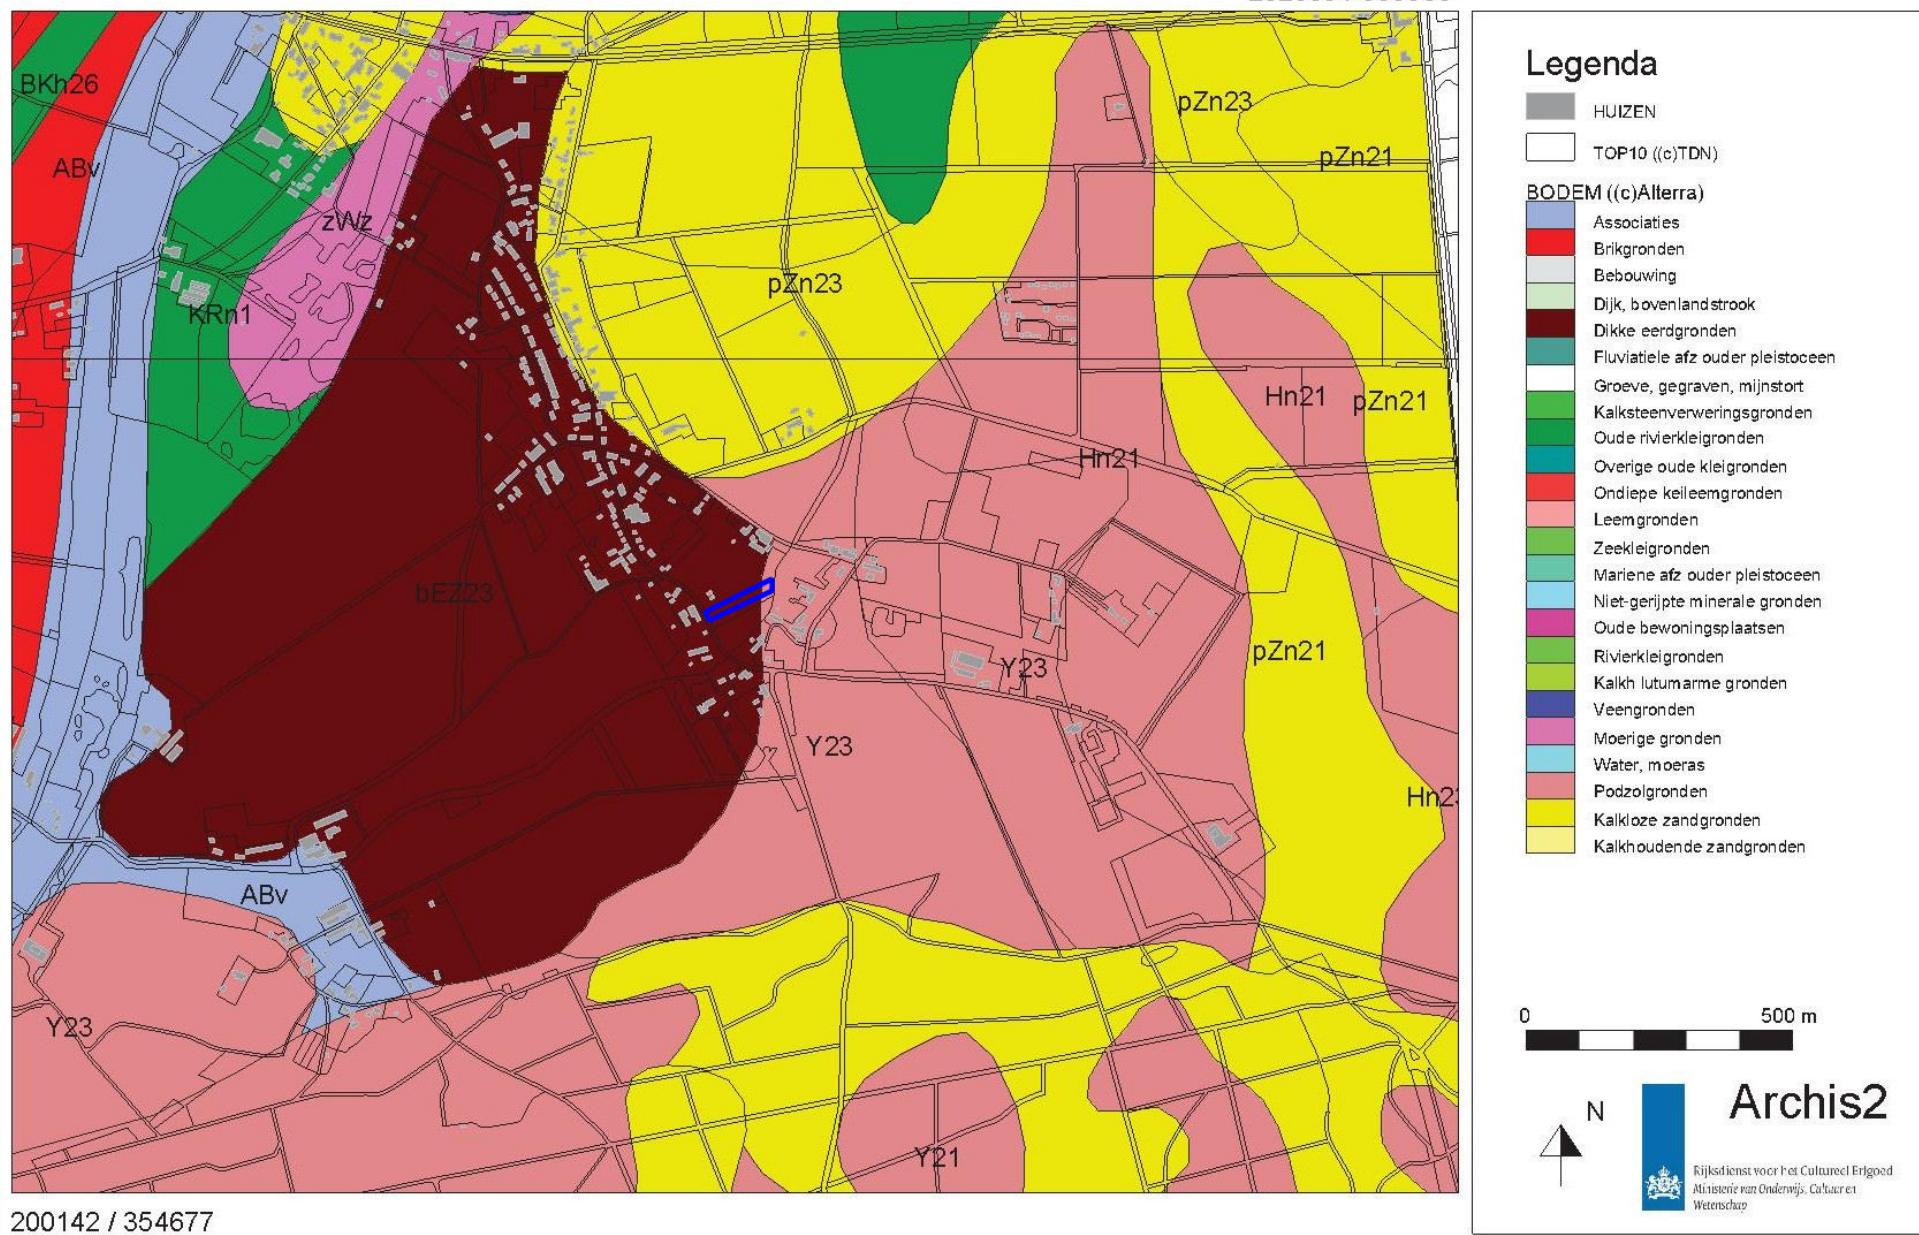 BKh26
ABv
zWz
KRn1
pZn23
pZn21
pZn23
Hn21
pZn21
Hn21
bEZ23
Y23
pZn21
Y23
Hn23
ABv
Y23
Y21
200142 / 354677
Legenda
HUIZEN
TOP10 ((c)TDN)
BODEM ((c)Alterra)
Associaties
Brikgronden
Bebouwing
Dijk, bovenlandstrook
Dikke eerdgronden
Fluviatiele afz ouder pleistoceen
Groeve, gegraven, mijnstort
Kalksteenverweringsgronden
Oude rivierkleigronden
Overige oude kleigronden
Ondiepe keileemgronden
Leemgronden
Zeekleigronden
Mariene afz ouder pleistoceen
Niet-gerijpte minerale gronden
Oude bewoningsplaatsen
Rivierkleigronden
Kalkh lutumarme gronden
Veengronden
Moerige gronden
Water, moeras
Podzolgronden
Kalkloze zandgronden
Kalkhoudende zandgronden
0 500 m
N
Archis2
Rijksdienst voor het Cultureel Erfgoed
Ministerie van Onderwijs, Cultuur en
Wetenschap